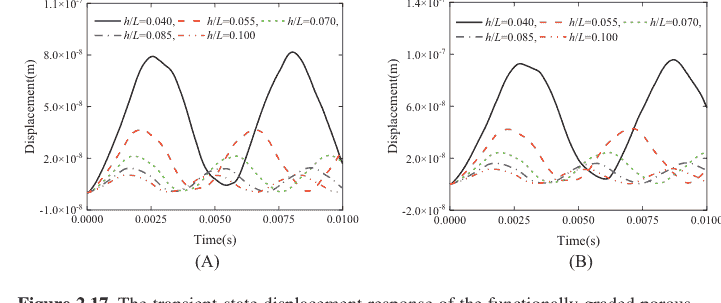 1.1×10⁻⁷
8.0×10⁻⁸
5.0×10⁻⁸
2.0×10⁻⁸
-1.0×10⁻⁸
Displacement(m)
h/L=0.040, h/L=0.055, h/L=0.070,
h/L=0.085, h/L=0.100
0.0000 0.0025 0.0050 0.0075 0.0100
Time(s)
(A)
1.4×10⁻⁷
1.0×10⁻⁷
6.0×10⁻⁸
2.0×10⁻⁸
-2.0×10⁻⁸
Displacement(m)
h/L=0.040, h/L=0.055, h/L=0.070,
h/L=0.085, h/L=0.100
0.0000 0.0025 0.0050 0.0075 0.0100
Time(s)
(B)
Figure 2.17 The transient-state displacement response of the functionally graded porous